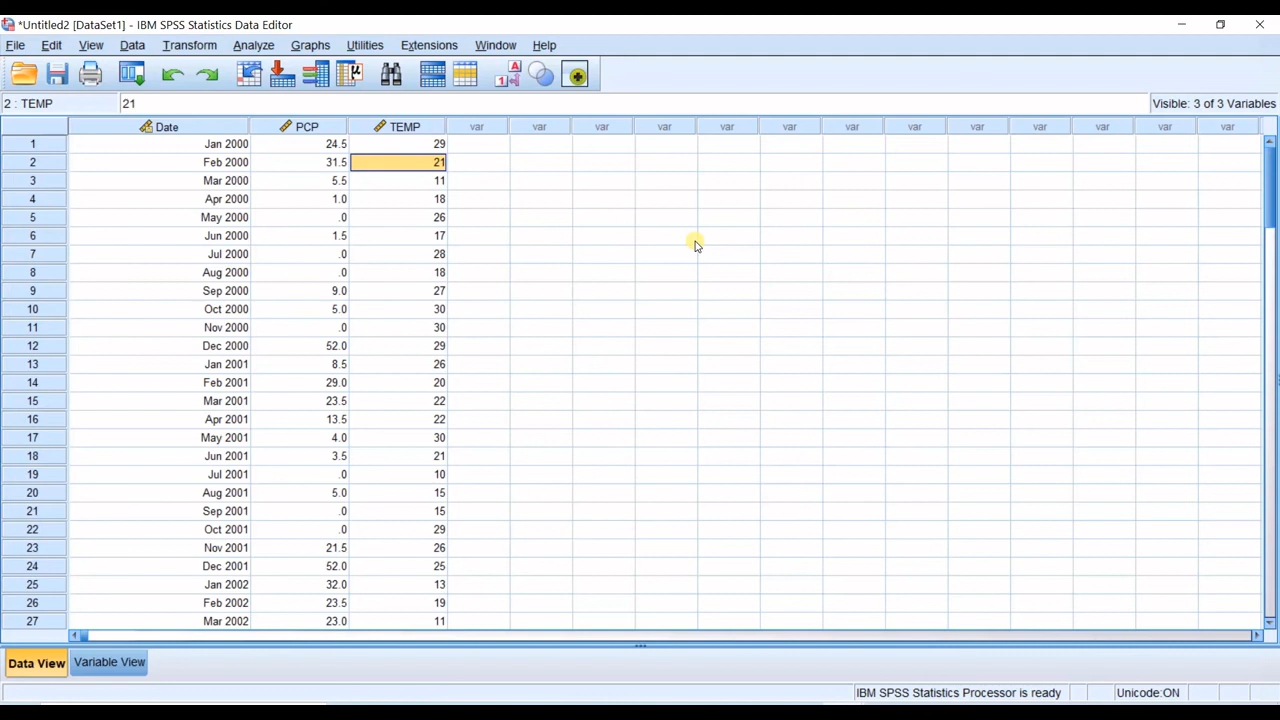 *Untitled2 [DataSet1] - IBM SPSS Statistics Data Editor
File Edit View Data Transform Analyze Graphs Utilities Extensions Window Help
2 : TEMP 21 Visible: 3 of 3 Variables
Date PCP TEMP var var var var var var var var var var var var var
1 Jan 2000 24.5 29
2 Feb 2000 31.5 21
3 Mar 2000 5.5 11
4 Apr 2000 1.0 18
5 May 2000 .0 26
6 Jun 2000 1.5 17
7 Jul 2000 .0 28
8 Aug 2000 .0 18
9 Sep 2000 9.0 27
10 Oct 2000 5.0 30
11 Nov 2000 .0 30
12 Dec 2000 52.0 29
13 Jan 2001 8.5 26
14 Feb 2001 29.0 20
15 Mar 2001 23.5 22
16 Apr 2001 13.5 22
17 May 2001 4.0 30
18 Jun 2001 3.5 21
19 Jul 2001 .0 10
20 Aug 2001 5.0 15
21 Sep 2001 .0 15
22 Oct 2001 .0 29
23 Nov 2001 21.5 26
24 Dec 2001 52.0 25
25 Jan 2002 32.0 13
26 Feb 2002 23.5 19
27 Mar 2002 23.0 11
Data View Variable View
IBM SPSS Statistics Processor is ready Unicode:ON